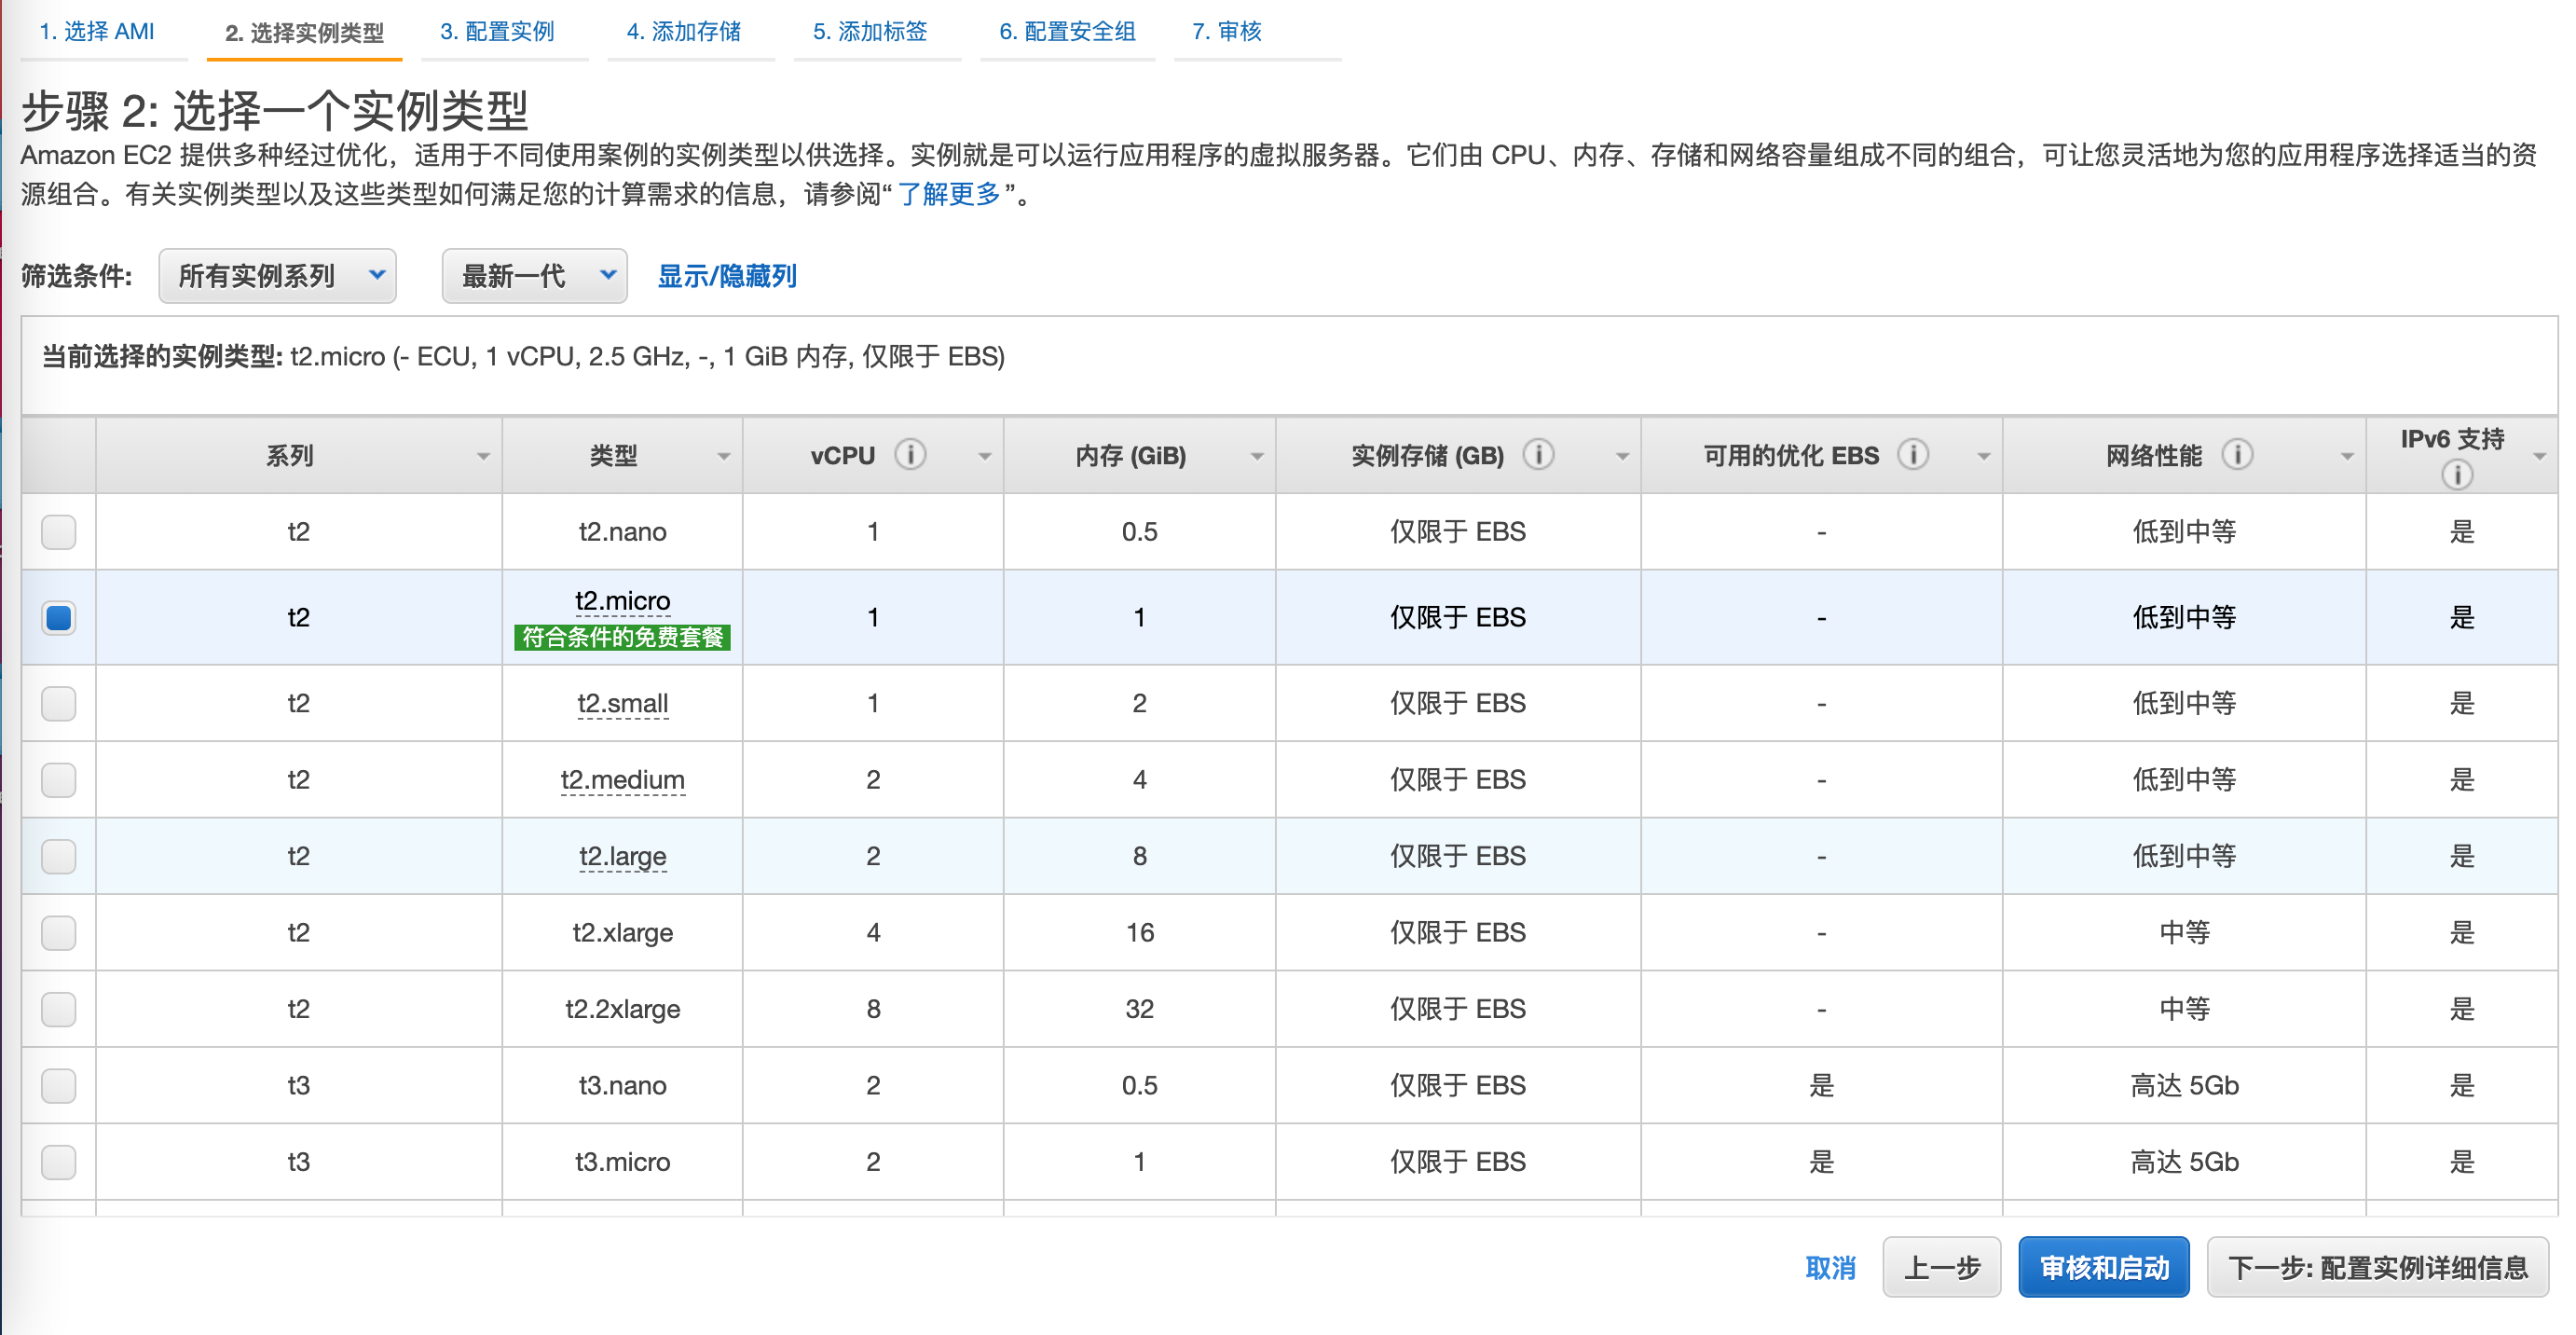 1. 选择 AMI 2. 选择实例类型 3. 配置实例 4. 添加存储 5. 添加标签 6. 配置安全组 7. 审核
步骤 2: 选择一个实例类型
Amazon EC2 提供多种经过优化，适用于不同使用案例的实例类型以供选择。实例就是可以运行应用程序的虚拟服务器。它们由 CPU、内存、存储和网络容量组成不同的组合，可让您灵活地为您的应用程序选择适当的资
源组合。有关实例类型以及这些类型如何满足您的计算需求的信息，请参阅“ 了解更多 ”。
筛选条件: 所有实例系列 最新一代 显示/隐藏列
当前选择的实例类型: t2.micro (- ECU, 1 vCPU, 2.5 GHz, -, 1 GiB 内存, 仅限于 EBS)
系列 类型 vCPU i 内存 (GiB) 实例存储 (GB) i 可用的优化 EBS i 网络性能 i IPv6 支持 i
t2 t2.nano 1 0.5 仅限于 EBS - 低到中等 是
t2 t2.micro 1 1 仅限于 EBS - 低到中等 是
符合条件的免费套餐
t2 t2.small 1 2 仅限于 EBS - 低到中等 是
t2 t2.medium 2 4 仅限于 EBS - 低到中等 是
t2 t2.large 2 8 仅限于 EBS - 低到中等 是
t2 t2.xlarge 4 16 仅限于 EBS - 中等 是
t2 t2.2xlarge 8 32 仅限于 EBS - 中等 是
t3 t3.nano 2 0.5 仅限于 EBS 是 高达 5Gb 是
t3 t3.micro 2 1 仅限于 EBS 是 高达 5Gb 是
取消 上一步 审核和启动 下一步: 配置实例详细信息